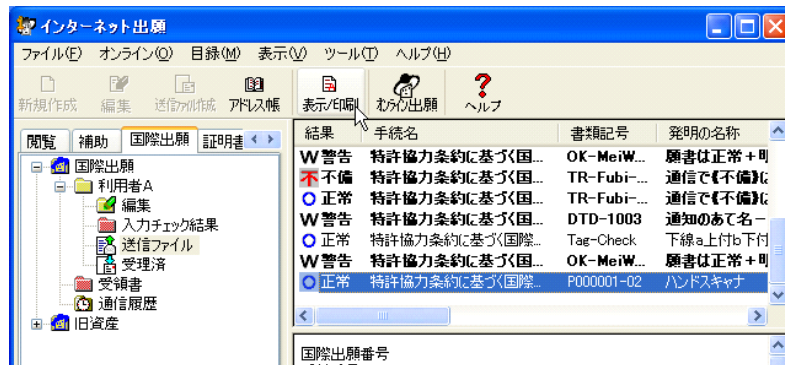 インターネット出願
ファイル(F) オンライン(O) 目録(M) 表示(V) ツール(T) ヘルプ(H)
新規作成 編集 送信ファイル作成 アドレス帳 表示/印刷 オンライン出願 ヘルプ
閲覧 補助 国際出願 証明書
結果 手続名 書類記号 発明の名称
国際出願
利用者A
編集
入力チェック結果
送信ファイル
受理済
受領書
通信履歴
旧資産
W 警告 特許協力条約に基づく国... OK-MeiW... 願書は正常+明
不備 特許協力条約に基づく国... TR-Fubi-... 通信で《不備》に
正常 特許協力条約に基づく国... TR-Fubi-... 通信で《不備》に
W 警告 特許協力条約に基づく国... DTD-1003 通知のあて名-
正常 特許協力条約に基づく国際... Tag-Check 下線a上付b下付
W 警告 特許協力条約に基づく国... OK-MeiW... 願書は正常+明
正常 特許協力条約に基づく国際... P000001-02 ハンドスキャナ
国際出願番号